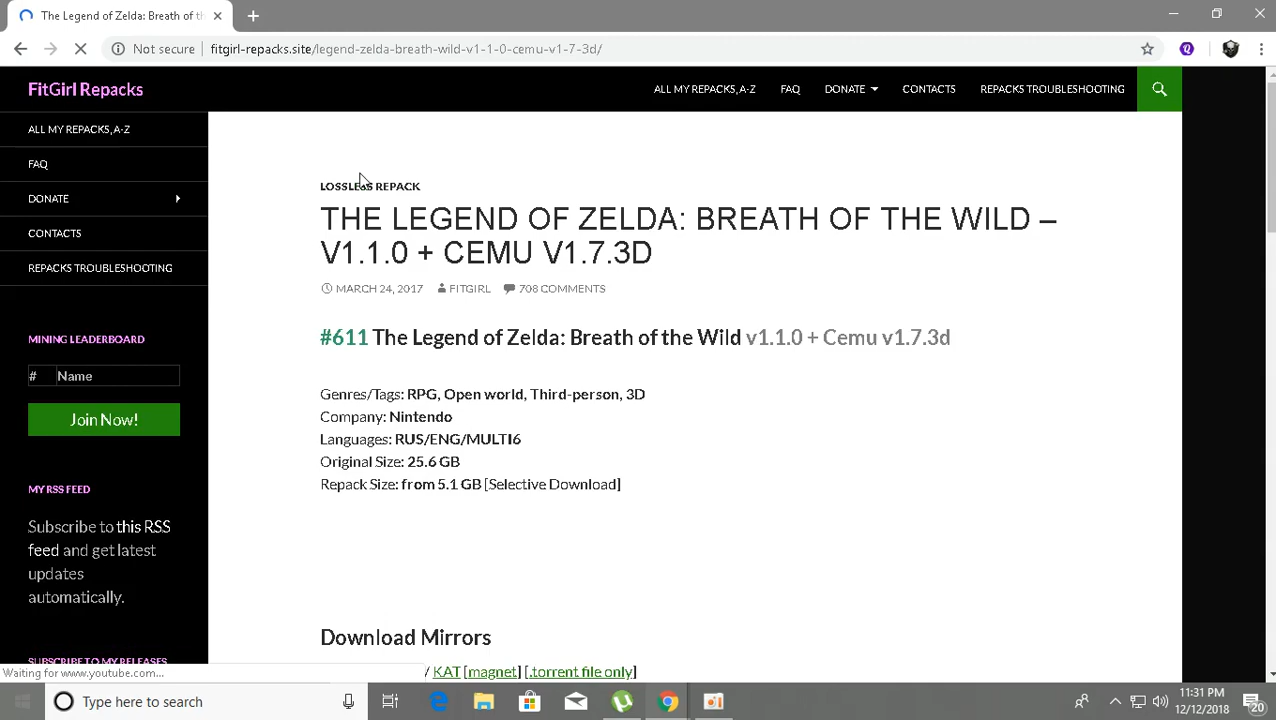 The Legend of Zelda: Breath of t
Not secure
fitgirl-repacks.site/legend-zelda-breath-wild-v1-1-0-cemu-v1-7-3d/
FitGirl Repacks
ALL MY REPACKS, A-Z
FAQ
DONATE
CONTACTS
REPACKS TROUBLESHOOTING
ALL MY REPACKS, A-Z
FAQ
DONATE
CONTACTS
REPACKS TROUBLESHOOTING
MINING LEADERBOARD
# Name
Join Now!
MY RSS FEED
Subscribe to this RSS
feed and get latest
updates
automatically.
SUBSCRIBE TO MY RELEASES
LOSSLESS REPACK
THE LEGEND OF ZELDA: BREATH OF THE WILD –
V1.1.0 + CEMU V1.7.3D
MARCH 24, 2017
FITGIRL
708 COMMENTS
#611 The Legend of Zelda: Breath of the Wild v1.1.0 + Cemu v1.7.3d
Genres/Tags: RPG, Open world, Third-person, 3D
Company: Nintendo
Languages: RUS/ENG/MULTI6
Original Size: 25.6 GB
Repack Size: from 5.1 GB [Selective Download]
Download Mirrors
/ KAT [magnet] [.torrent file only]
Waiting for www.youtube.com...
Type here to search
11:31 PM
12/12/2018
20